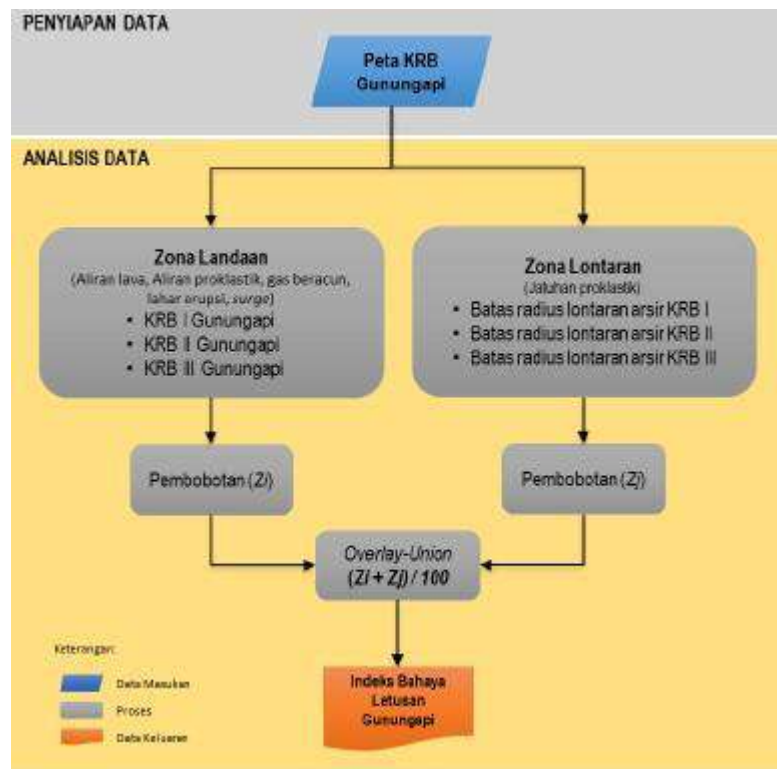 PENYIAPAN DATA
Peta KRB
Gunungapi
ANALISIS DATA
Zona Landaan
(Aliran lava, Aliran proklastik, gas beracun,
lahar erupsi, surge)
• KRB I Gunungapi
• KRB II Gunungapi
• KRB III Gunungapi
Zona Lontaran
(Jatuhan proklastik)
• Batas radius lontaran arsir KRB I
• Batas radius lontaran arsir KRB II
• Batas radius lontaran arsir KRB III
Pembobotan (Zi)
Pembobotan (Zj)
Overlay-Union
(Zi + Zj) / 100
Keterangan:
Data Masukan
Proses
Data Keluaran
Indeks Bahaya
Letusan
Gunungapi